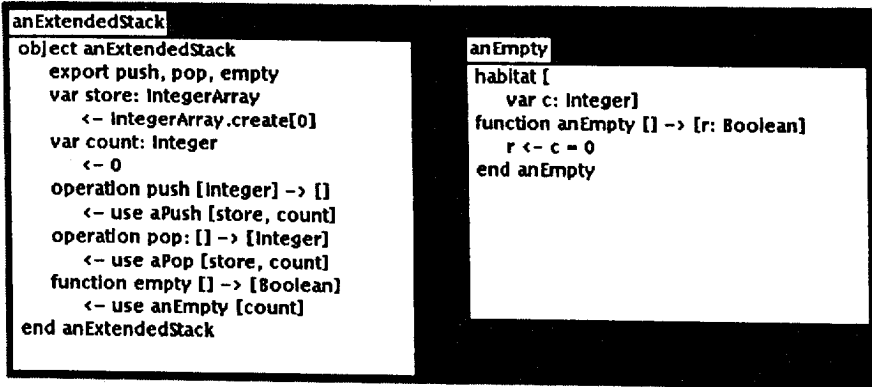 anExtendedStack
object anExtendedStack
export push, pop, empty
var store: IntegerArray
<- IntegerArray.create[0]
var count: Integer
<- 0
operation push [Integer] -> []
<- use aPush [store, count]
operation pop: [] -> [Integer]
<- use aPop [store, count]
function empty [] -> [Boolean]
<- use anEmpty [count]
end anExtendedStack
anEmpty
habitat [
var c: Integer]
function anEmpty [] -> [r: Boolean]
r <- c = 0
end anEmpty